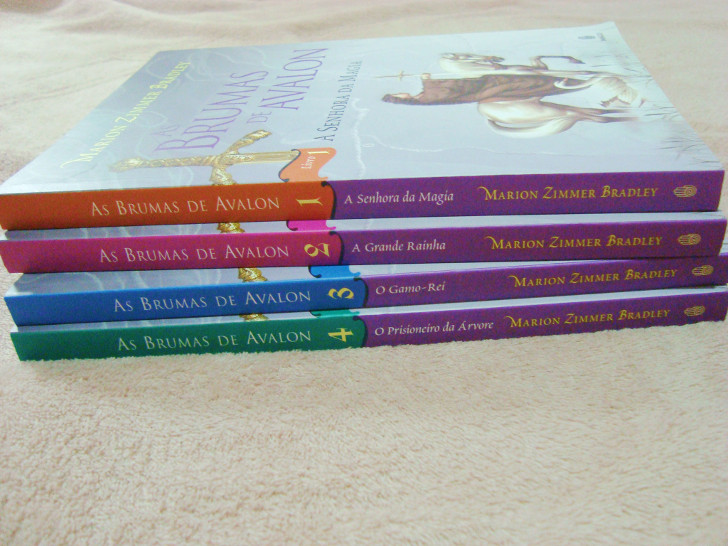 MARION ZIMMER BRADLEY
AS
BRUMAS
DE AVALON
A SENHORA DA MAGIA
Livro 1
AS BRUMAS DE AVALON 1 A Senhora da Magia MARION ZIMMER BRADLEY
AS BRUMAS DE AVALON 2 A Grande Rainha MARION ZIMMER BRADLEY
AS BRUMAS DE AVALON 3 O Gamo-Rei MARION ZIMMER BRADLEY
AS BRUMAS DE AVALON 4 O Prisioneiro da Árvore MARION ZIMMER BRADLEY